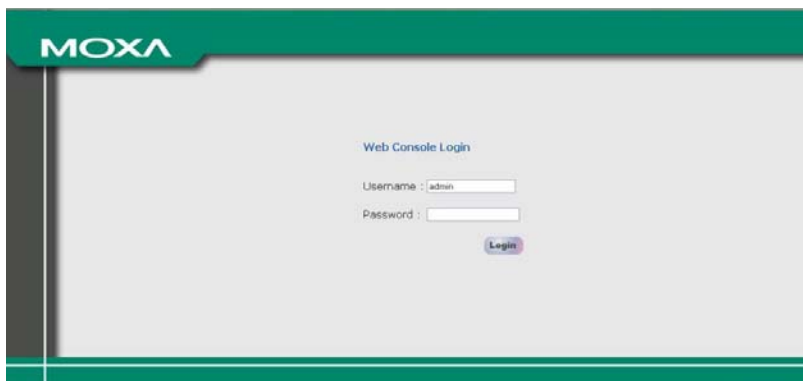 MOXA
Web Console Login
Username : admin
Password :
Login